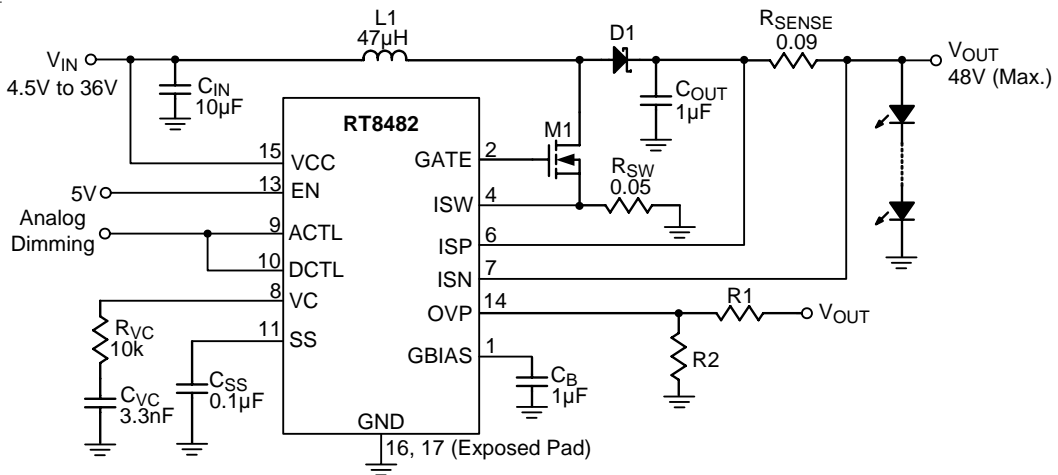 L1
47µH
D1
RSENSE
0.09
VIN
4.5V to 36V
VOUT
48V (Max.)
CIN
10µF
COUT
1µF
RT8482
M1
15
VCC
GATE
2
RSW
0.05
5V
13
EN
ISW
4
Analog
Dimming
9
ACTL
ISP
6
10
DCTL
ISN
7
8
VC
OVP
14
R1
VOUT
RVC
10k
11
SS
GBIAS
1
R2
CVC
3.3nF
CSS
0.1µF
CB
1µF
GND
16, 17 (Exposed Pad)